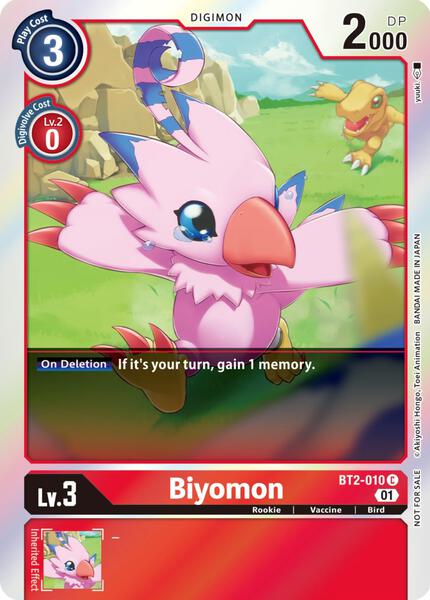 DIGIMON
Play Cost
3
DP
2000
Digivolve Cost
Lv.2
0
yuuki
On Deletion If it's your turn, gain 1 memory.
©Akiyoshi Hongo, Toei Animation BANDAI MADE IN JAPAN
NOT FOR SALE
BT2-010 C
Lv.3
Biyomon
01
Rookie | Vaccine | Bird
Inherited Effect
-